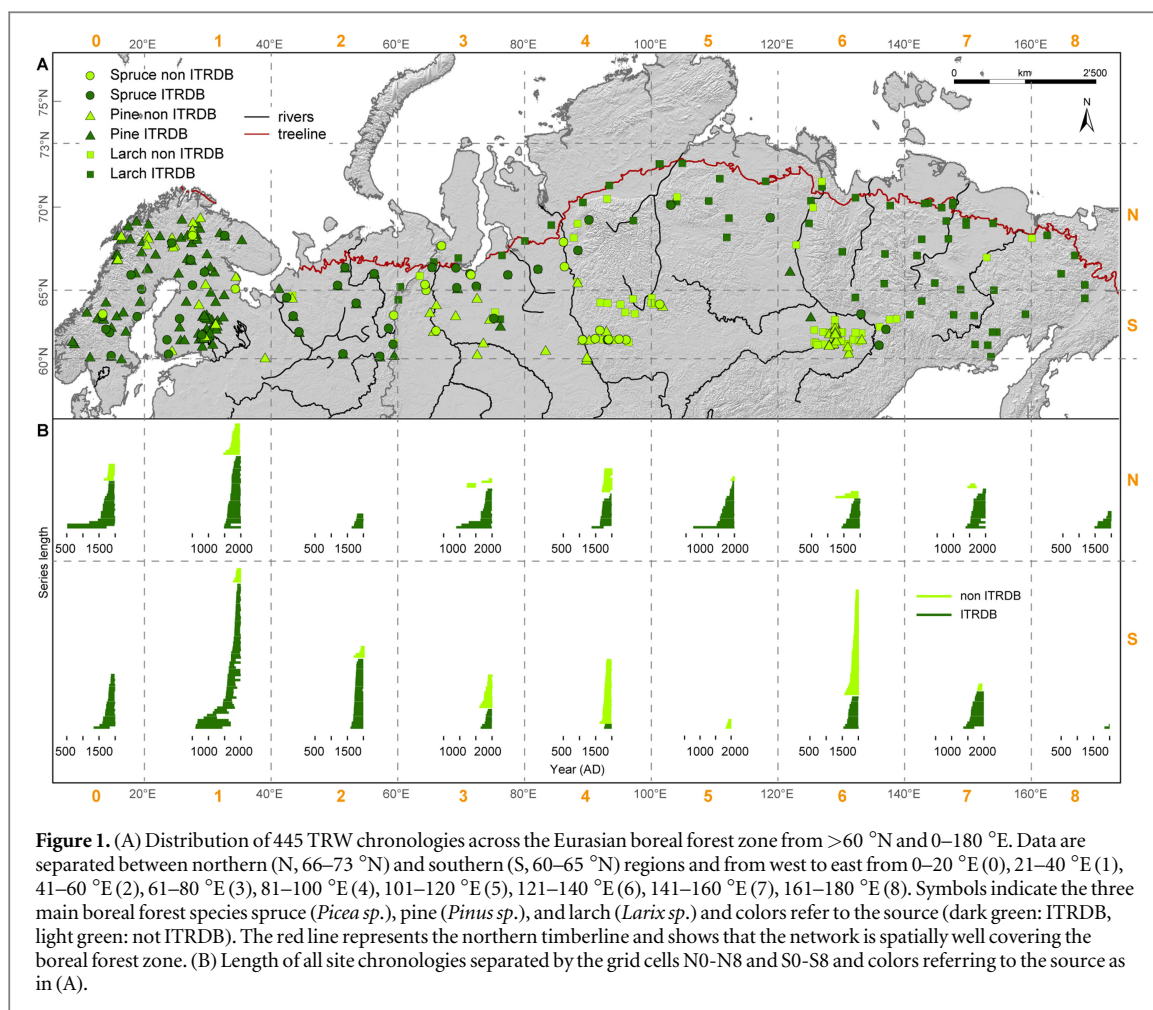 0 1 2 3 4 5 6 7 8
20°E 40°E 60°E 80°E 100°E 120°E 140°E 160°E
A
Spruce non ITRDB
Spruce ITRDB
Pine non ITRDB
Pine ITRDB
Larch non ITRDB
Larch ITRDB
rivers
treeline
0 km 2'500
N
75°N
73°N 73°N
70°N 70°N
N
65°N 65°N
S
60°N 60°N
B
N
Series length
500 1500 1000 2000 500 1500 1000 2000 500 1500 1000 2000 500 1500 1000 2000 500 1500
non ITRDB
ITRDB
S
500 1500 1000 2000 500 1500 1000 2000 500 1500 1000 2000 500 1500 1000 2000 500 1500
Year (AD)
20°E 40°E 60°E 80°E 100°E 120°E 140°E 160°E
0 1 2 3 4 5 6 7 8
Figure 1. (A) Distribution of 445 TRW chronologies across the Eurasian boreal forest zone from >60 °N and 0–180 °E. Data are
separated between northern (N, 66–73 °N) and southern (S, 60–65 °N) regions and from west to east from 0–20 °E (0), 21–40 °E (1),
41–60 °E (2), 61–80 °E (3), 81–100 °E (4), 101–120 °E (5), 121–140 °E (6), 141–160 °E (7), 161–180 °E (8). Symbols indicate the three
main boreal forest species spruce (Picea sp.), pine (Pinus sp.), and larch (Larix sp.) and colors refer to the source (dark green: ITRDB,
light green: not ITRDB). The red line represents the northern timberline and shows that the network is spatially well covering the
boreal forest zone. (B) Length of all site chronologies separated by the grid cells N0-N8 and S0-S8 and colors referring to the source as
in (A).